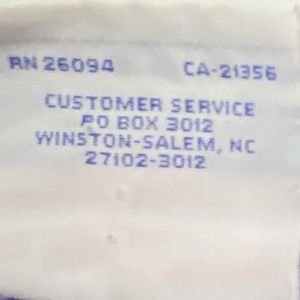 RN 26094 CA-21356
CUSTOMER SERVICE
PO BOX 3012
WINSTON-SALEM, NC
27102-3012